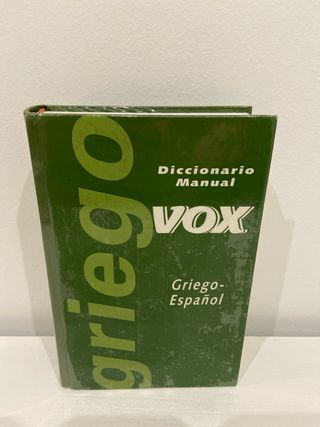 griego
Diccionario
Manual
VOX
Griego-
Español